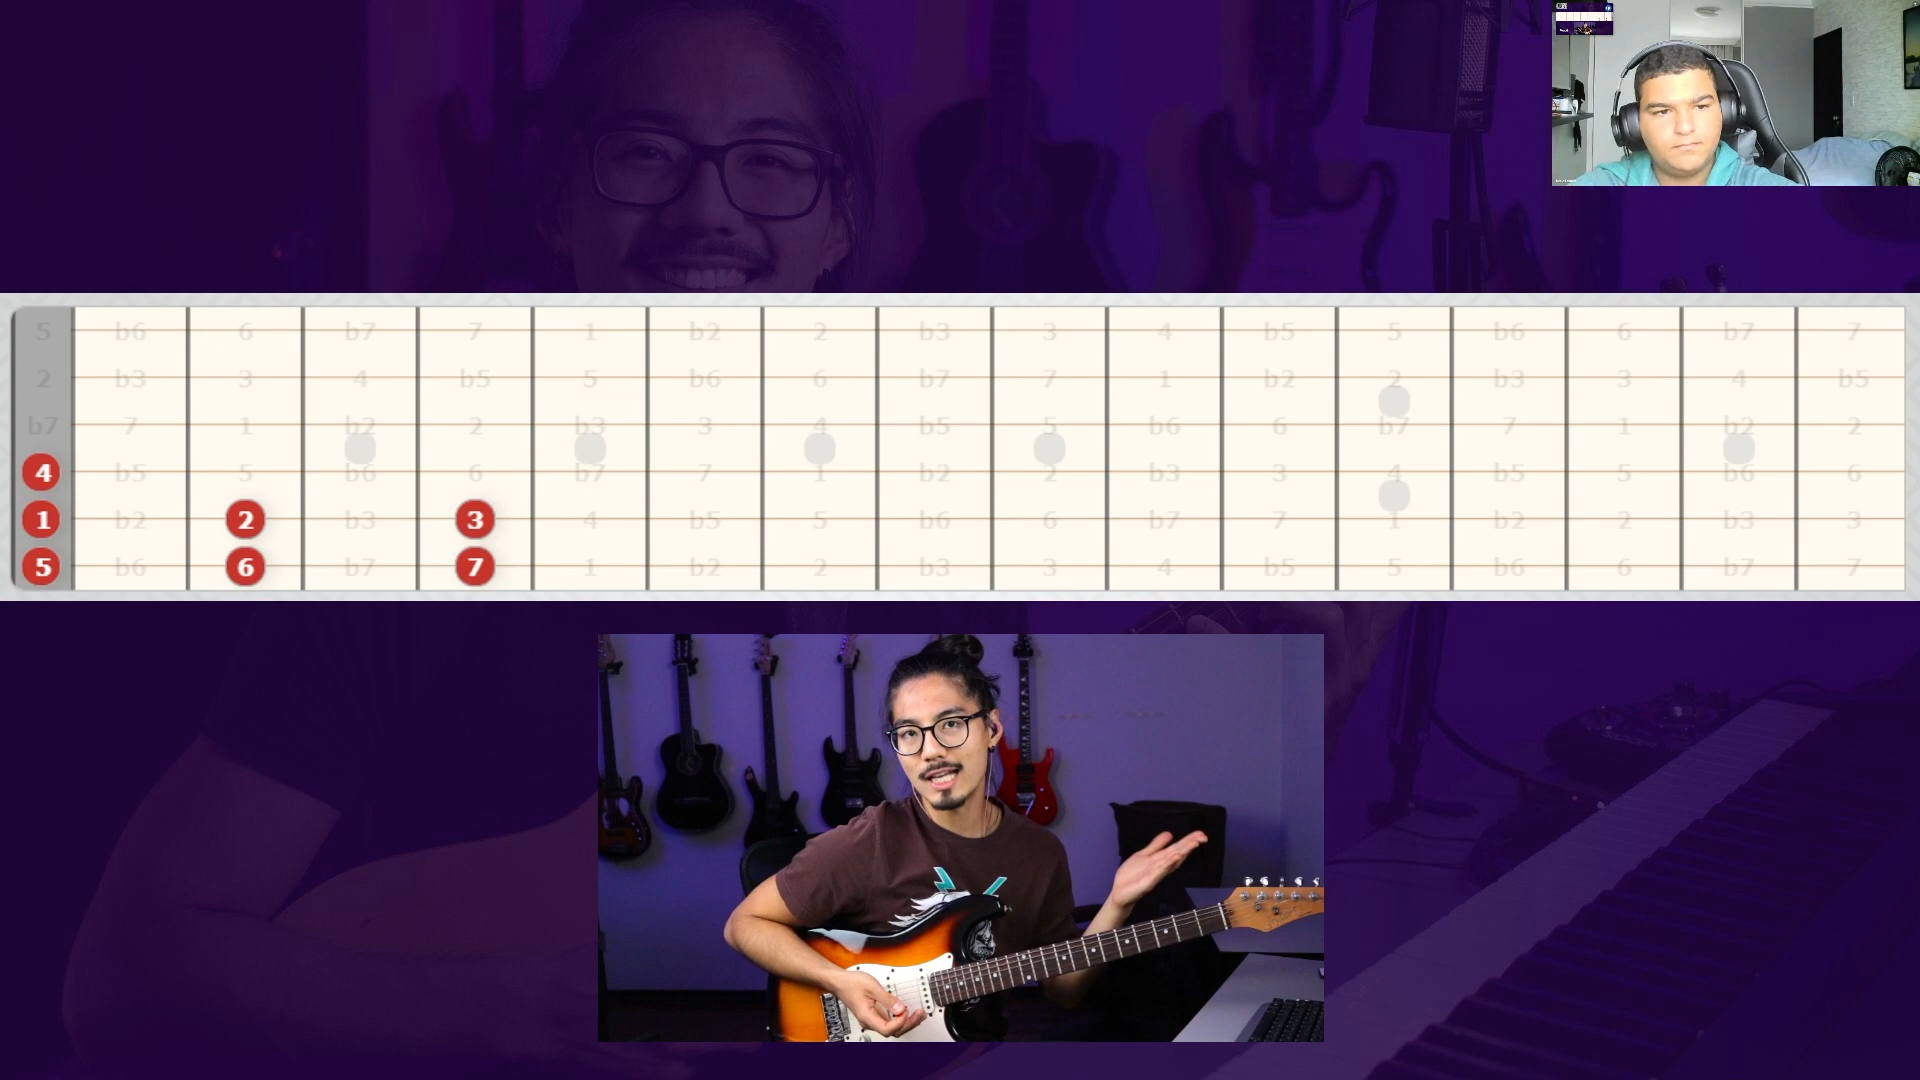 5 b6 6 b7 7 1 b2 2 b3 3 4 b5 5 b6 6 b7 7
2 b3 3 4 b5 5 b6 6 b7 7 1 b2 2 b3 3 4 b5
b7 7 1 b2 2 b3 3 4 b5 5 b6 6 b7 7 1 b2 2
4 b5 5 b6 6 b7 7 1 b2 2 b3 3 4 b5 5 b6 6
1 b2 2 b3 3 4 b5 5 b6 6 b7 7 1 b2 2 b3 3
5 b6 6 b7 7 1 b2 2 b3 3 4 b5 5 b6 6 b7 7